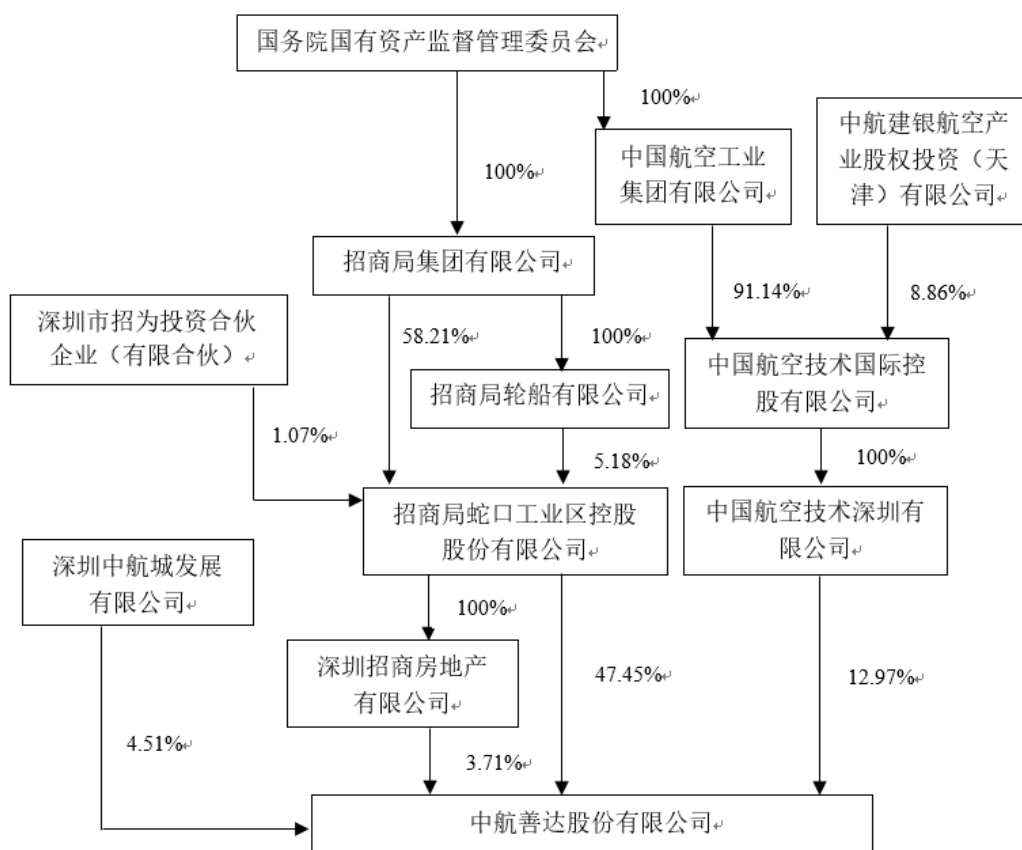 国务院国有资产监督管理委员会
100%
100%
中国航空工业
集团有限公司
中航建银航空产
业股权投资（天
津）有限公司
招商局集团有限公司
深圳市招为投资合伙
企业（有限合伙）
58.21%
100%
91.14%
8.86%
招商局轮船有限公司
中国航空技术国际控
股有限公司
1.07%
5.18%
100%
招商局蛇口工业区控股
股份有限公司
中国航空技术深圳有
限公司
深圳中航城发展
有限公司
100%
深圳招商房地产
有限公司
47.45%
12.97%
4.51%
3.71%
中航善达股份有限公司